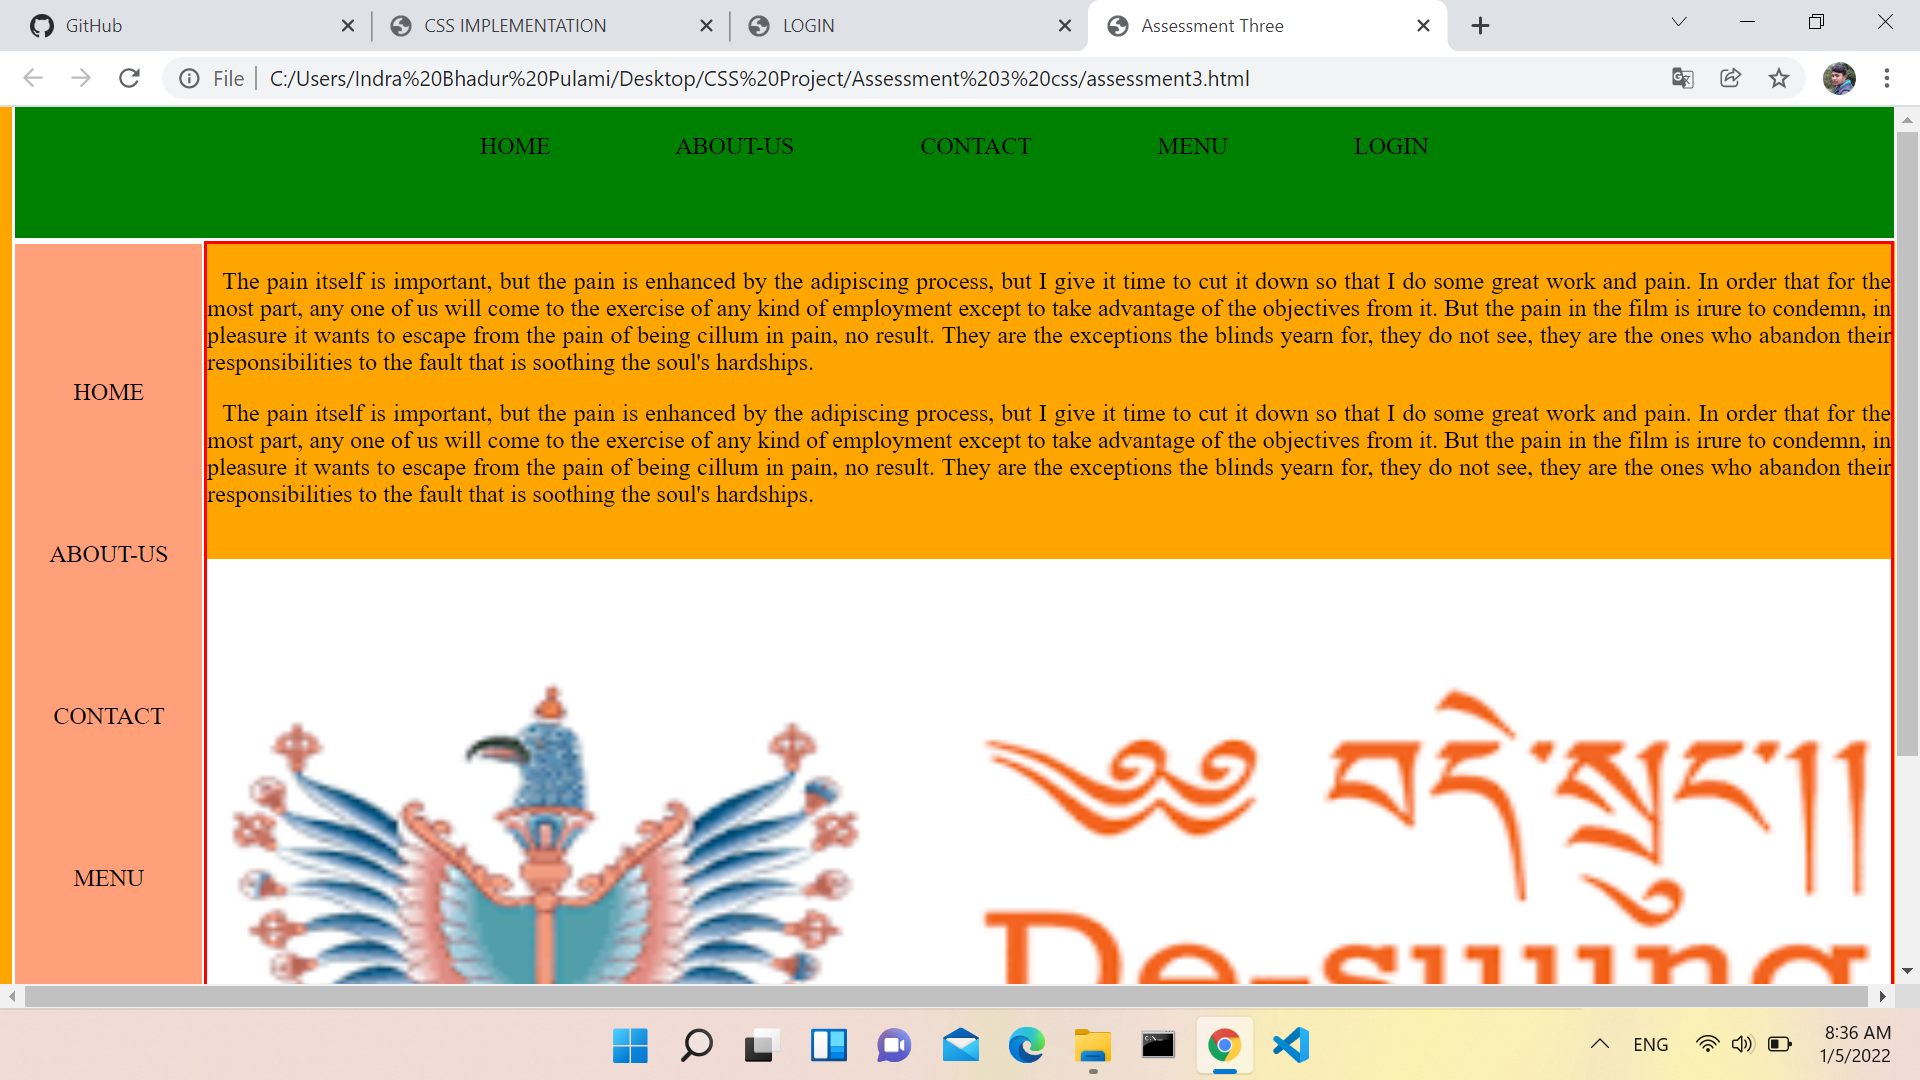 GitHub
CSS IMPLEMENTATION
LOGIN
Assessment Three
File
C:/Users/Indra%20Bhadur%20Pulami/Desktop/CSS%20Project/Assessment%203%20css/assessment3.html
HOME
ABOUT-US
CONTACT
MENU
LOGIN
The pain itself is important, but the pain is enhanced by the adipiscing process, but I give it time to cut it down so that I do some great work and pain. In order that for the
most part, any one of us will come to the exercise of any kind of employment except to take advantage of the objectives from it. But the pain in the film is irure to condemn, in
pleasure it wants to escape from the pain of being cillum in pain, no result. They are the exceptions the blinds yearn for, they do not see, they are the ones who abandon their
responsibilities to the fault that is soothing the soul's hardships.
The pain itself is important, but the pain is enhanced by the adipiscing process, but I give it time to cut it down so that I do some great work and pain. In order that for the
most part, any one of us will come to the exercise of any kind of employment except to take advantage of the objectives from it. But the pain in the film is irure to condemn, in
pleasure it wants to escape from the pain of being cillum in pain, no result. They are the exceptions the blinds yearn for, they do not see, they are the ones who abandon their
responsibilities to the fault that is soothing the soul's hardships.
HOME
ABOUT-US
CONTACT
MENU
༄༅ བདེ་སྲུང།།
De-suung
ENG
8:36 AM
1/5/2022